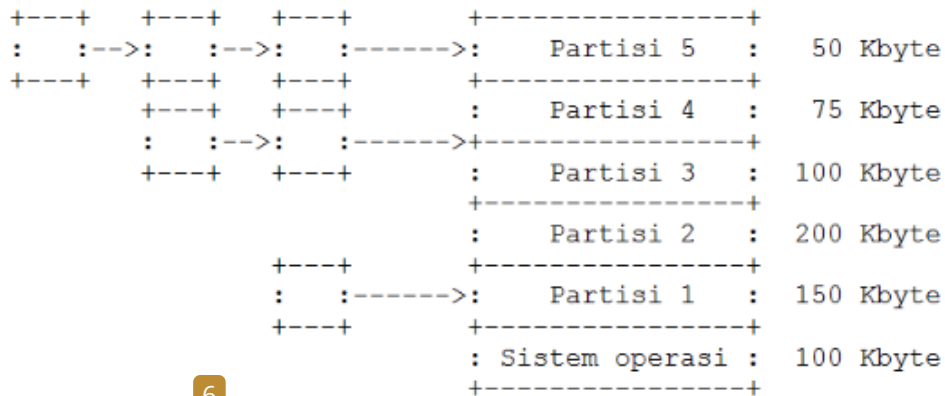 +---+   +---+   +---+       +----------------+
:   :-->:   :-->:   :------>:    Partisi 5   :   50 Kbyte
+---+   +---+   +---+       +----------------+
        +---+   +---+       :    Partisi 4   :   75 Kbyte
        :   :-->:   :------>+----------------+
        +---+   +---+       :    Partisi 3   :  100 Kbyte
                            +----------------+
                            :    Partisi 2   :  200 Kbyte
                +---+       +----------------+
                :   :------>:    Partisi 1   :  150 Kbyte
                +---+       +----------------+
                            : Sistem operasi :  100 Kbyte
                            +----------------+
6